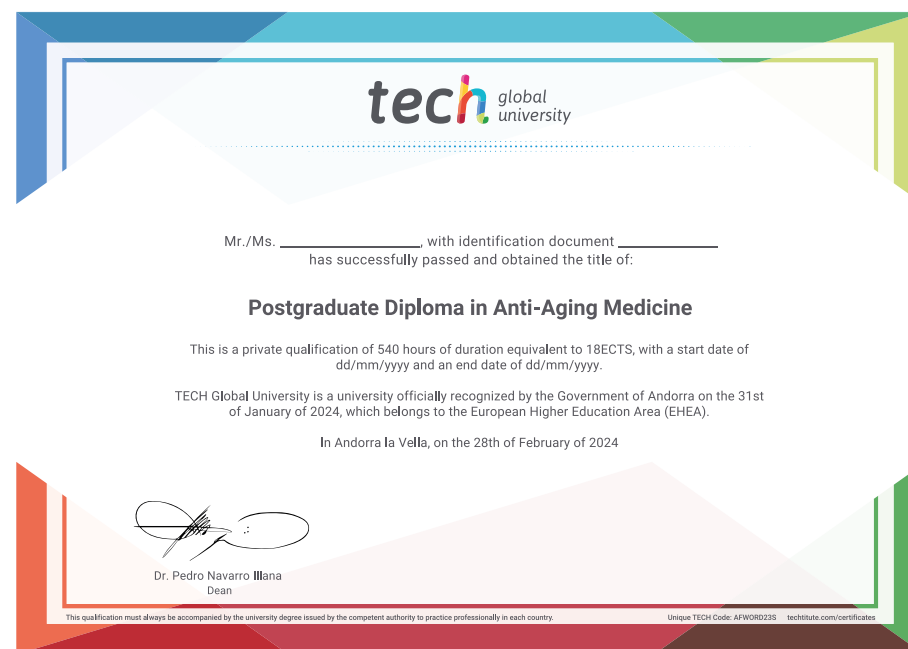 tech global university
Mr./Ms. ____________, with identification document ____________
has successfully passed and obtained the title of:
Postgraduate Diploma in Anti-Aging Medicine
This is a private qualification of 540 hours of duration equivalent to 18ECTS, with a start date of
dd/mm/yyyy and an end date of dd/mm/yyyy.
TECH Global University is a university officially recognized by the Government of Andorra on the 31st
of January of 2024, which belongs to the European Higher Education Area (EHEA).
In Andorra la Vella, on the 28th of February of 2024
Dr. Pedro Navarro Illana
Dean
This qualification must always be accompanied by the university degree issued by the competent authority to practice professionally in each country.
Unique TECH Code: AFWORD23S techtitute.com/certificates